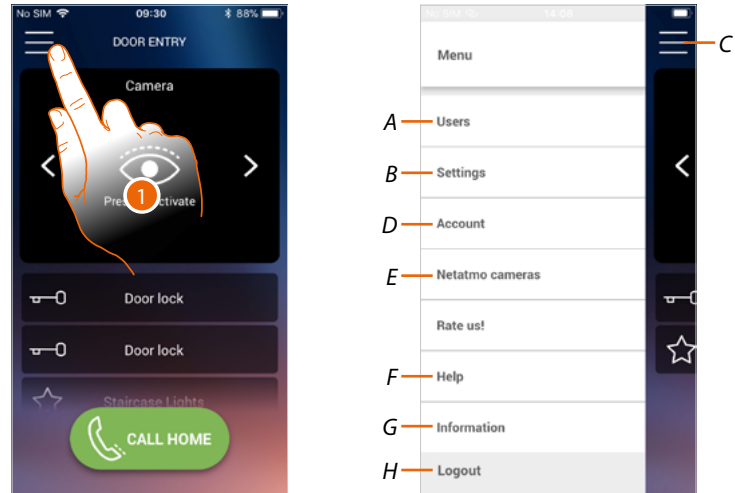 No SIM 09:30 88%
DOOR ENTRY
Camera
1
Door lock
Door lock
Staircase Lights
CALL HOME
No SIM 14:08
Menu
C
A Users
B Settings
D Account
E Netatmo cameras
Rate us!
F Help
G Information
H Logout